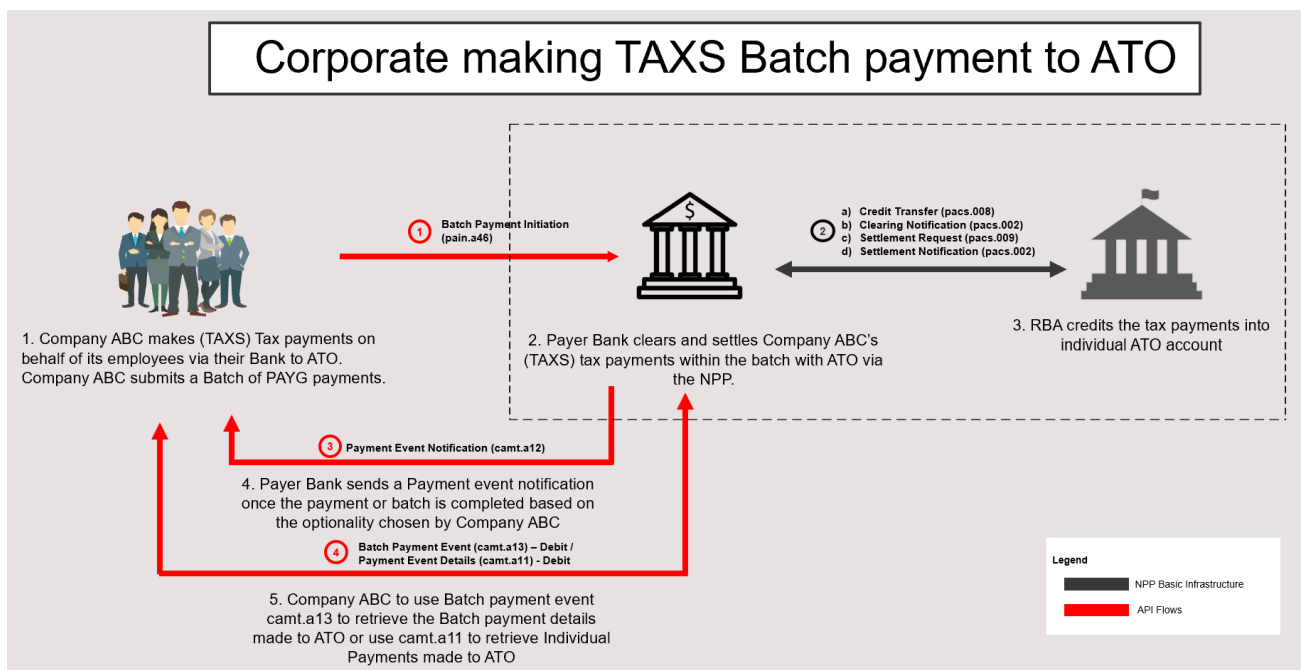 Corporate making TAXS Batch payment to ATO
$
1
Batch Payment Initiation
(pain.a46)
2
a) Credit Transfer (pacs.008)
b) Clearing Notification (pacs.002)
c) Settlement Request (pacs.009)
d) Settlement Notification (pacs.002)
1. Company ABC makes (TAXS) Tax payments on
behalf of its employees via their Bank to ATO.
Company ABC submits a Batch of PAYG payments.
2. Payer Bank clears and settles Company ABC's
(TAXS) tax payments within the batch with ATO via
the NPP.
3. RBA credits the tax payments into
individual ATO account
3
Payment Event Notification (camt.a12)
4. Payer Bank sends a Payment event notification
once the payment or batch is completed based on
the optionality chosen by Company ABC
4
Batch Payment Event (camt.a13) – Debit /
Payment Event Details (camt.a11) - Debit
5. Company ABC to use Batch payment event
camt.a13 to retrieve the Batch payment details
made to ATO or use camt.a11 to retrieve Individual
Payments made to ATO
Legend
NPP Basic Infrastructure
API Flows